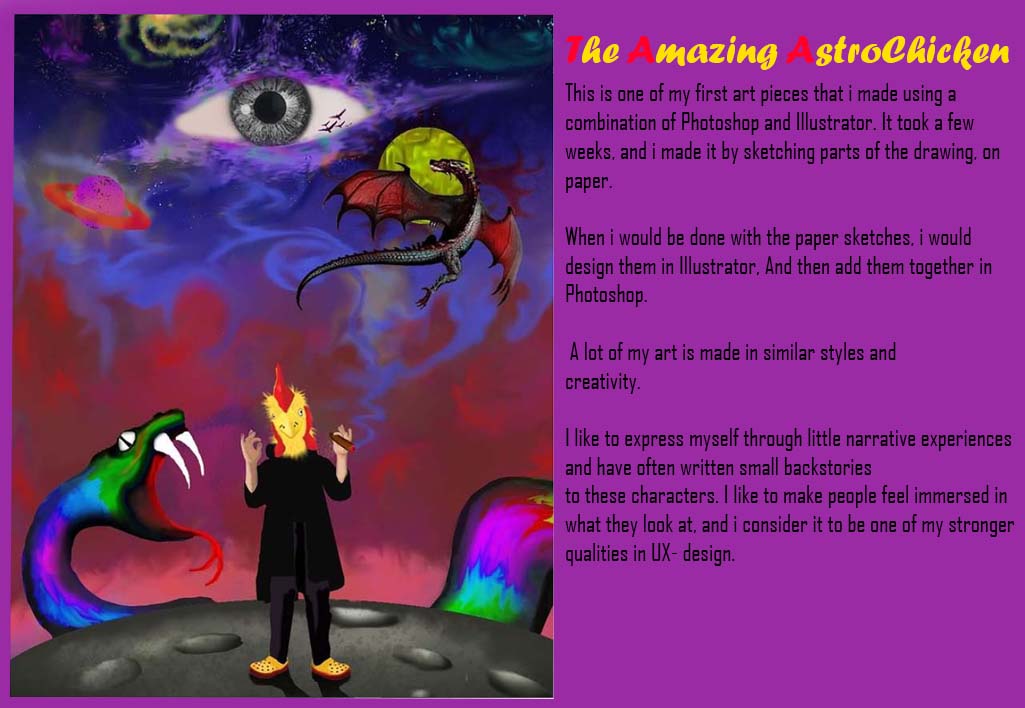 The Amazing AstroChicken
This is one of my first art pieces that i made using a
combination of Photoshop and Illustrator. It took a few
weeks, and i made it by sketching parts of the drawing, on
paper.
When i would be done with the paper sketches, i would
design them in Illustrator, And then add them together in
Photoshop.
A lot of my art is made in similar styles and
creativity.
I like to express myself through little narrative experiences
and have often written small backstories
to these characters. I like to make people feel immersed in
what they look at, and i consider it to be one of my stronger
qualities in UX- design.